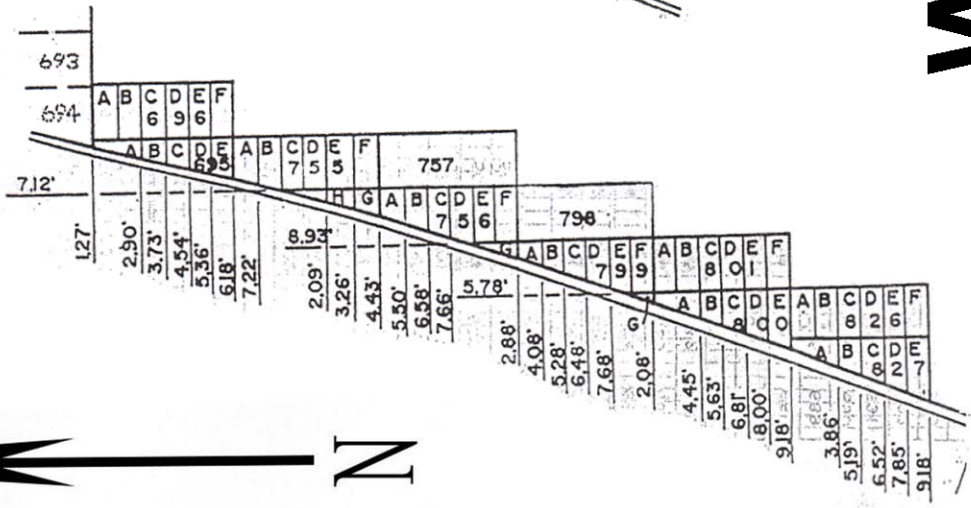 W
693
694
A B C D E F
6 9 6
A B C D E A B C D E F
695 7 5 5 757
7.12'
H G A B C D E F
7 5 6 798
8.93'
G A B C D E F A B C D E F
7 9 9 8 0 1
5.78'
G A B C D E A B C D E F
8 0 0 8 2 6
A B C D E
8 2 7
1.27'
2.90'
3.73'
4.54'
5.36'
6.18'
7.22'
2.09'
3.26'
4.43'
5.50'
6.58'
7.66'
2.88'
4.08'
5.28'
6.48'
7.68'
2.08'
4.45'
5.63'
6.81'
8.00'
9.18'
3.86'
5.19'
6.52'
7.85'
9.18'
N